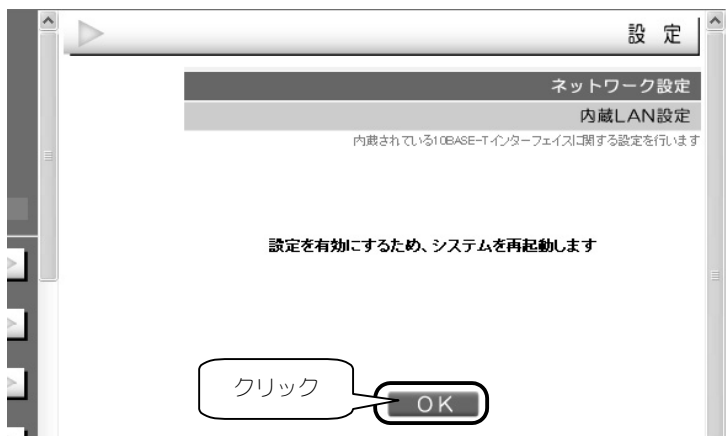 設 定
ネットワーク設定
内蔵LAN設定
内蔵されている10BASE-Tインターフェイスに関する設定を行います
設定を有効にするため、システムを再起動します
クリック
OK